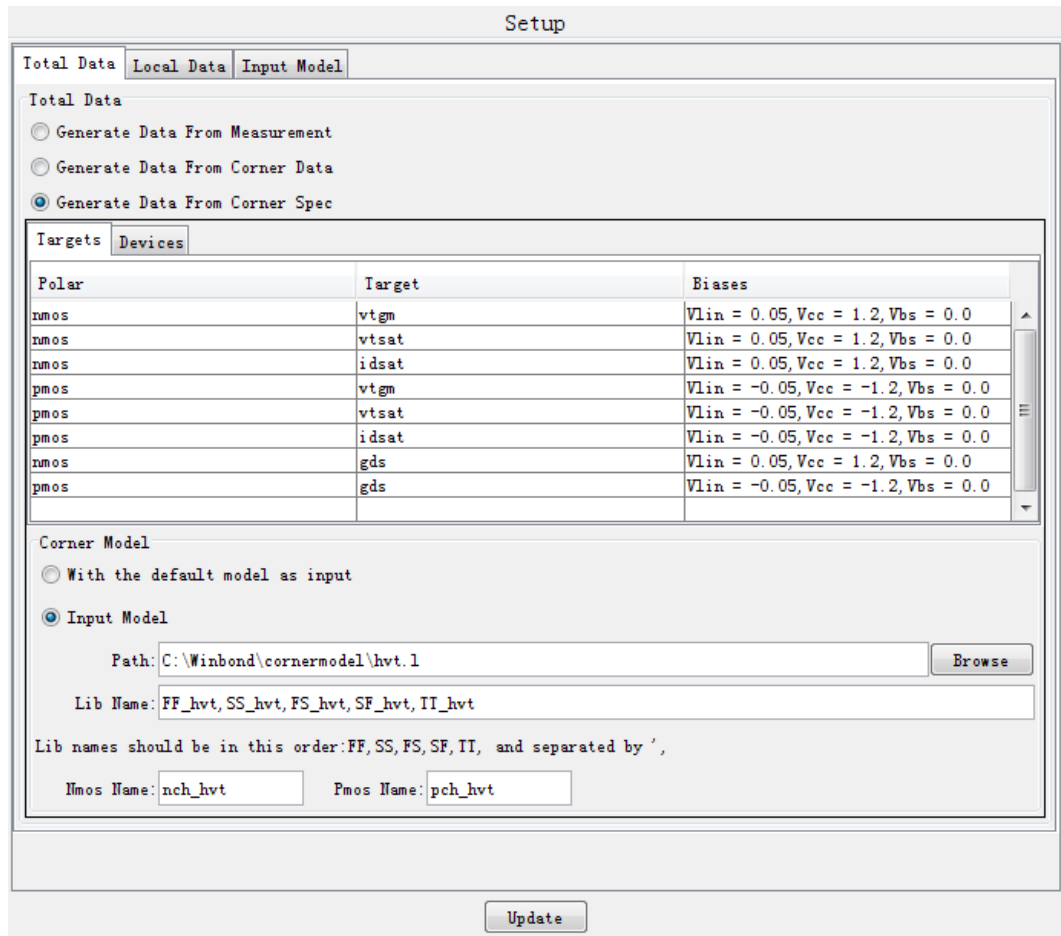 Setup
Total Data Local Data Input Model
Total Data
Generate Data From Measurement
Generate Data From Corner Data
Generate Data From Corner Spec
Targets Devices
Polar Target Biases
nmos vtgm Vlin = 0.05, Vcc = 1.2, Vbs = 0.0
nmos vtsat Vlin = 0.05, Vcc = 1.2, Vbs = 0.0
nmos idsat Vlin = 0.05, Vcc = 1.2, Vbs = 0.0
pmos vtgm Vlin = -0.05, Vcc = -1.2, Vbs = 0.0
pmos vtsat Vlin = -0.05, Vcc = -1.2, Vbs = 0.0
pmos idsat Vlin = -0.05, Vcc = -1.2, Vbs = 0.0
nmos gds Vlin = 0.05, Vcc = 1.2, Vbs = 0.0
pmos gds Vlin = -0.05, Vcc = -1.2, Vbs = 0.0
Corner Model
With the default model as input
Input Model
Path: C:\Winbond\cornermodel\hvt.l Browse
Lib Name: FF_hvt, SS_hvt, FS_hvt, SF_hvt, TT_hvt
Lib names should be in this order:FF, SS, FS, SF, TT, and separated by ',
Nmos Name: nch_hvt Pmos Name: pch_hvt
Update